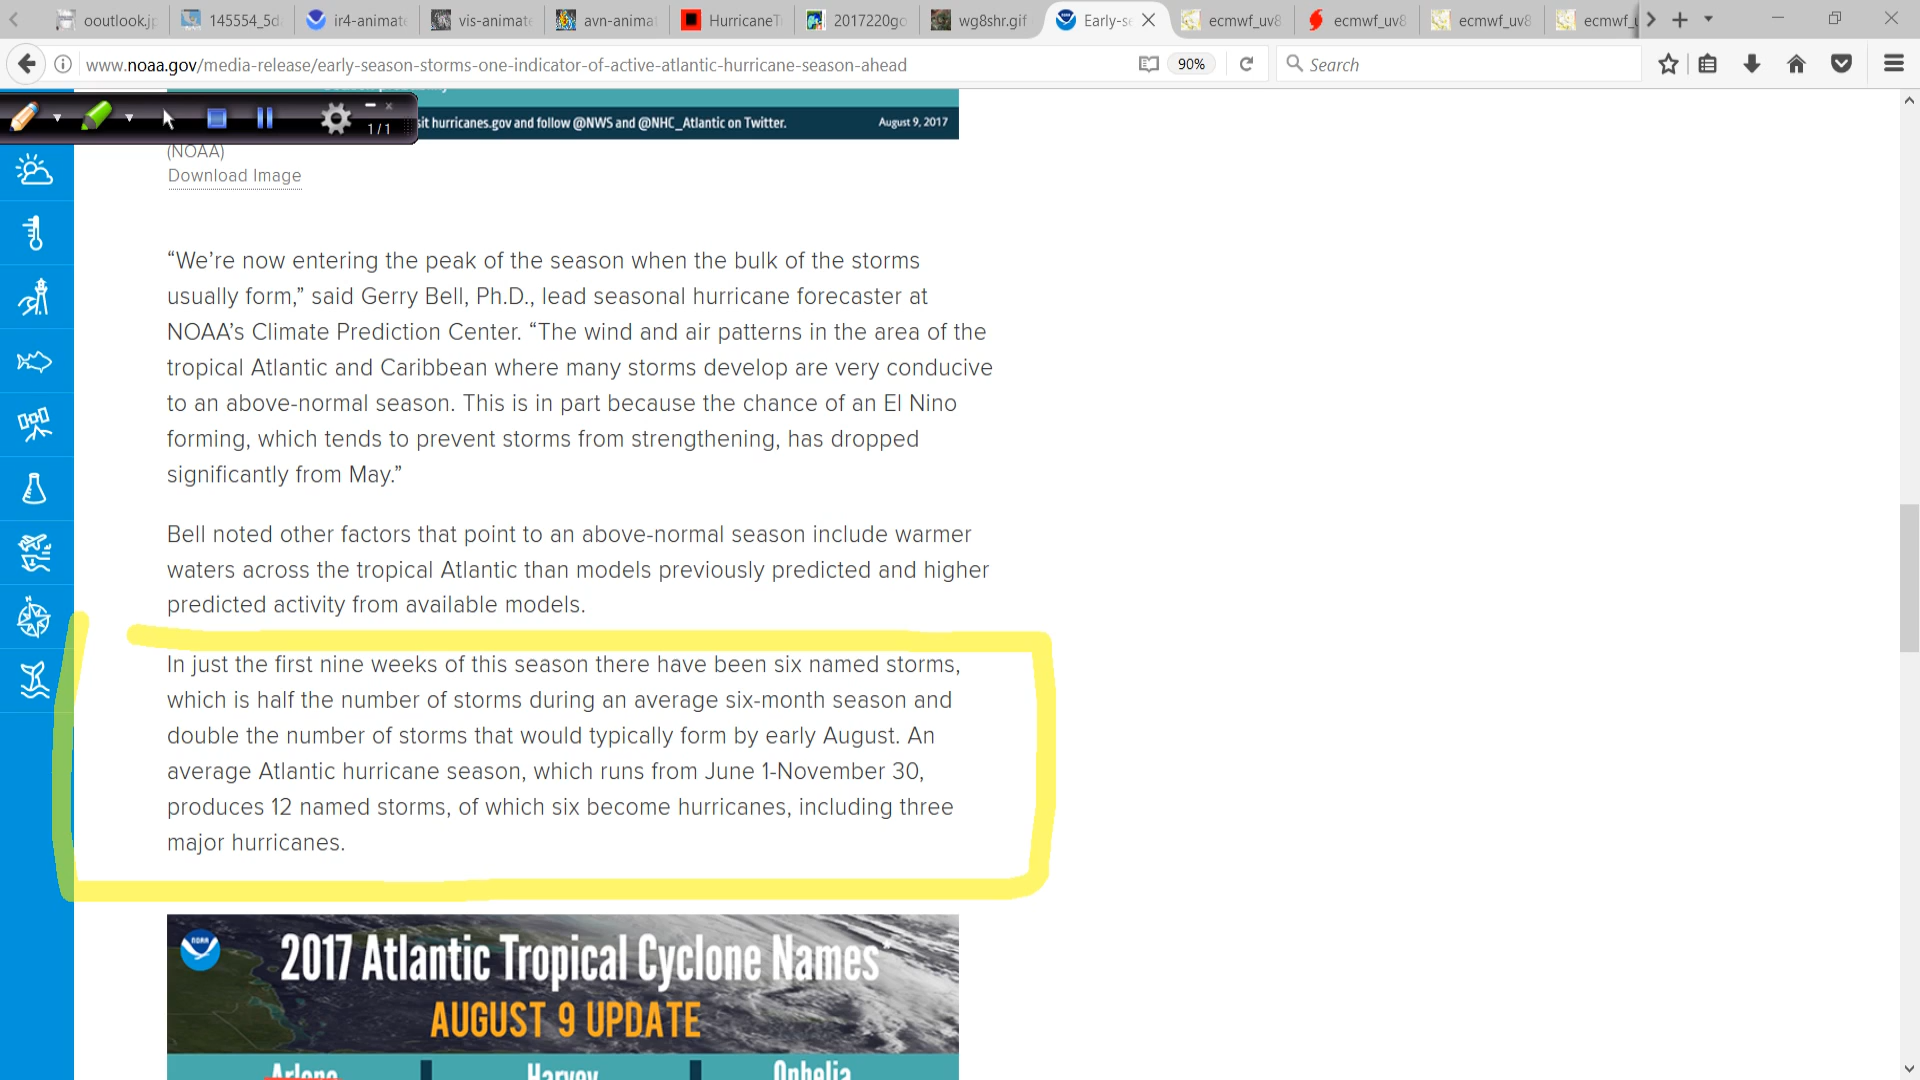 ooutlook.j
145554_5d
ir4-animat
vis-animat
avn-anima
HurricaneT
2017220go
wg8shr.gif
Early-s
ecmwf_uv8
ecmwf_uv8
ecmwf_uv8
ecmwf_u
www.noaa.gov/media-release/early-season-storms-one-indicator-of-active-atlantic-hurricane-season-ahead
90%
Search
1/1
sit hurricanes.gov and follow @NWS and @NHC_Atlantic on Twitter.
August 9, 2017
(NOAA)
Download Image
“We’re now entering the peak of the season when the bulk of the storms
usually form,” said Gerry Bell, Ph.D., lead seasonal hurricane forecaster at
NOAA’s Climate Prediction Center. “The wind and air patterns in the area of the
tropical Atlantic and Caribbean where many storms develop are very conducive
to an above-normal season. This is in part because the chance of an El Nino
forming, which tends to prevent storms from strengthening, has dropped
significantly from May.”
Bell noted other factors that point to an above-normal season include warmer
waters across the tropical Atlantic than models previously predicted and higher
predicted activity from available models.
In just the first nine weeks of this season there have been six named storms,
which is half the number of storms during an average six-month season and
double the number of storms that would typically form by early August. An
average Atlantic hurricane season, which runs from June 1-November 30,
produces 12 named storms, of which six become hurricanes, including three
major hurricanes.
NOAA
2017 Atlantic Tropical Cyclone Names*
AUGUST 9 UPDATE
Arlene
Harvey
Ophelia